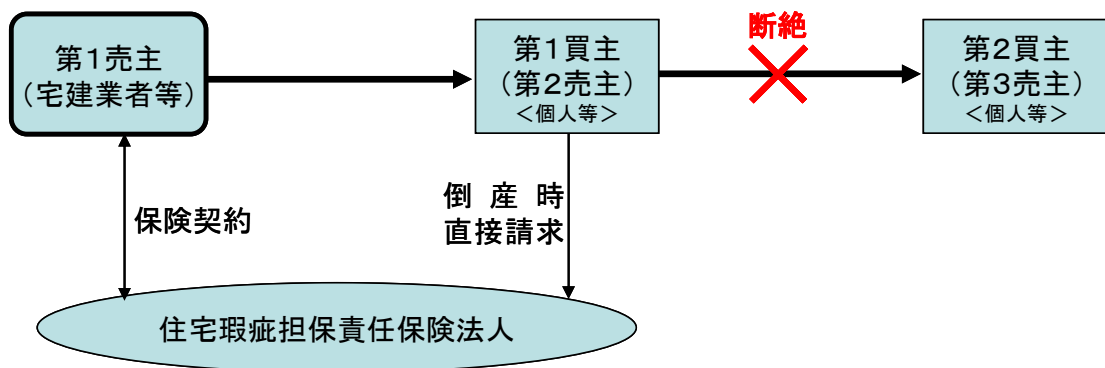 第1売主
（宅建業者等）
第1買主
（第2売主）
＜個人等＞
断絶
第2買主
（第3売主）
＜個人等＞
保険契約
倒産時
直接請求
住宅瑕疵担保責任保険法人